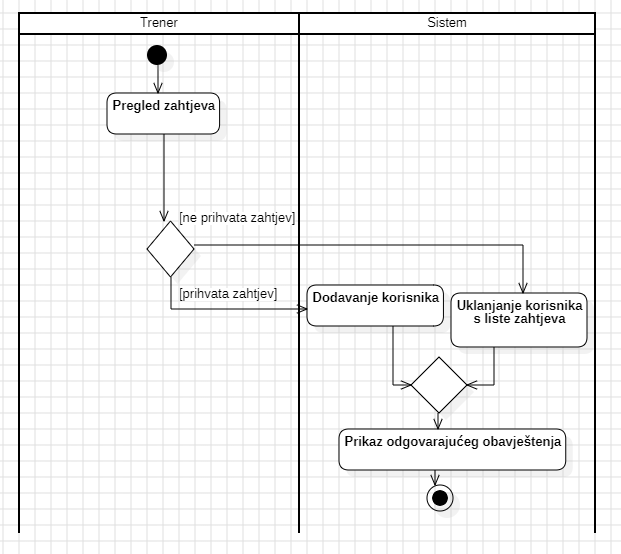 Trener
Sistem
Pregled zahtjeva
[ne prihvata zahtjev]
[prihvata zahtjev]
Dodavanje korisnika
Uklanjanje korisnika
s liste zahtjeva
Prikaz odgovarajućeg obavještenja